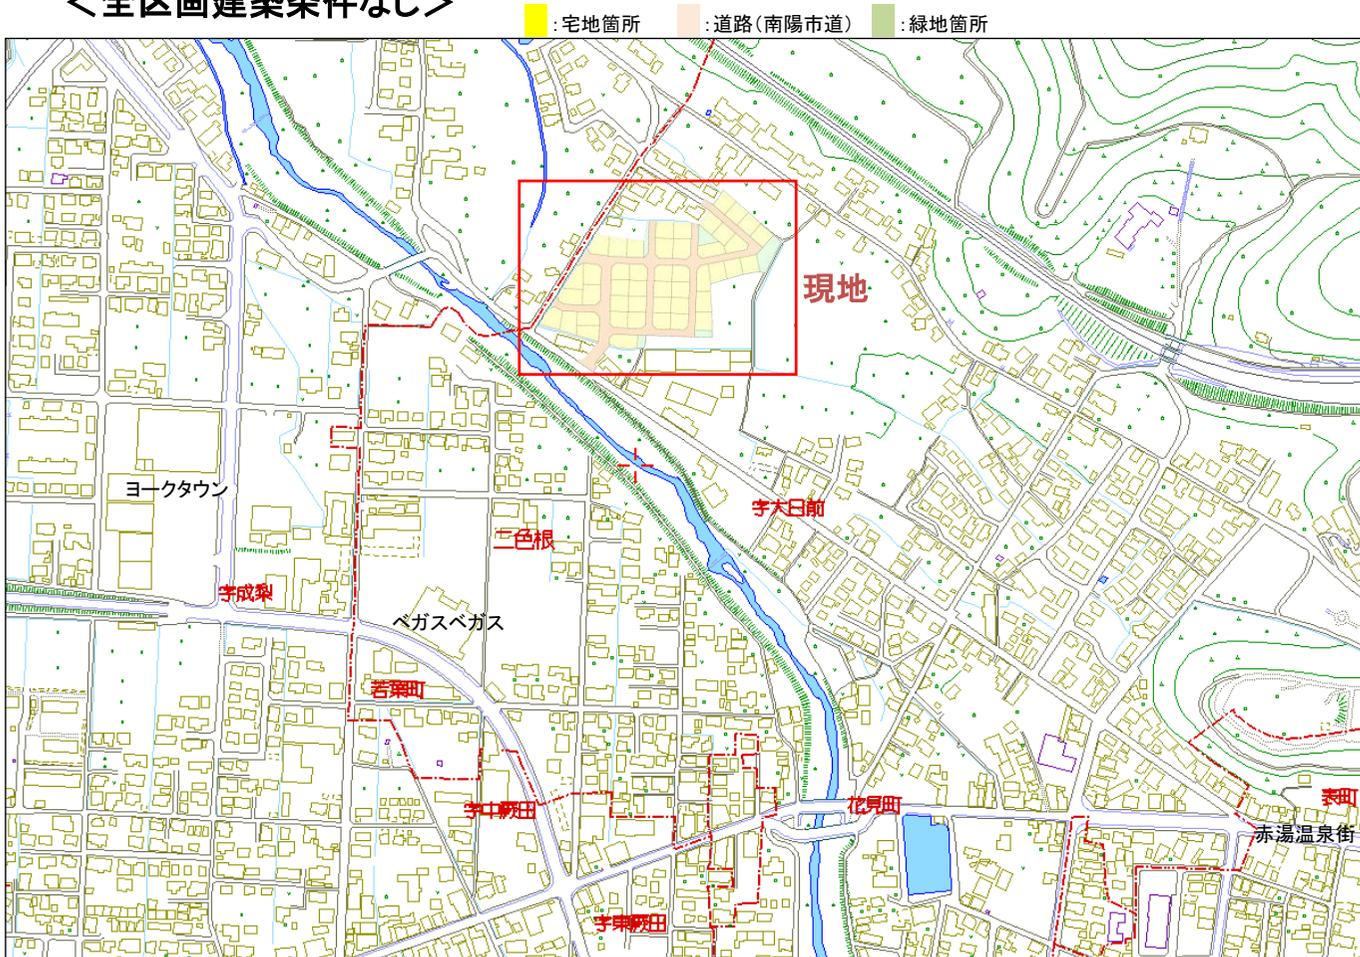 ＜全区画建築条件なし＞
：宅地箇所
：道路（南陽市道）
：緑地箇所
現地
ヨークタウン
字大日前
二色根
字成梨
ベガスベガス
若葉町
字中蕨田
花見町
表町
赤湯温泉街
字東蕨田